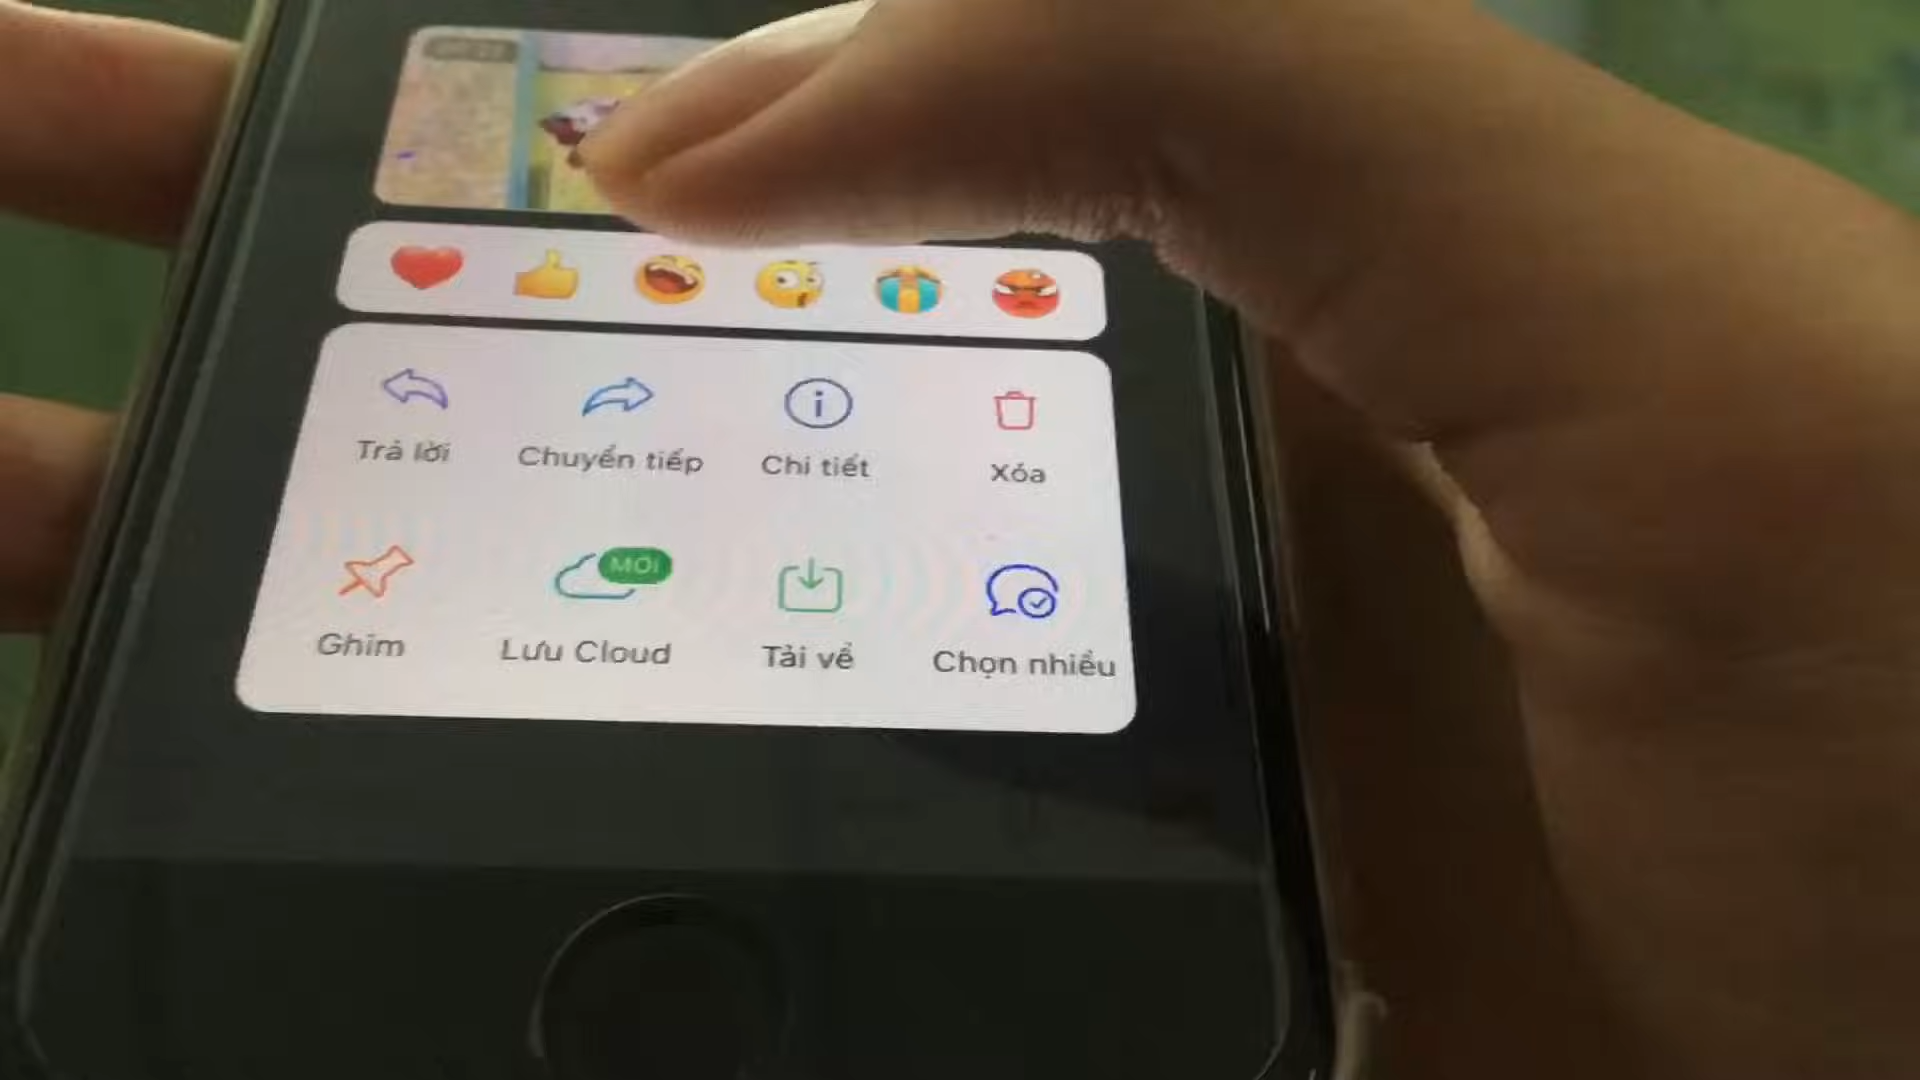 Trả lời
Chuyển tiếp
Chi tiết
Xóa
MỚI
Ghim
Lưu Cloud
Tải về
Chọn nhiều